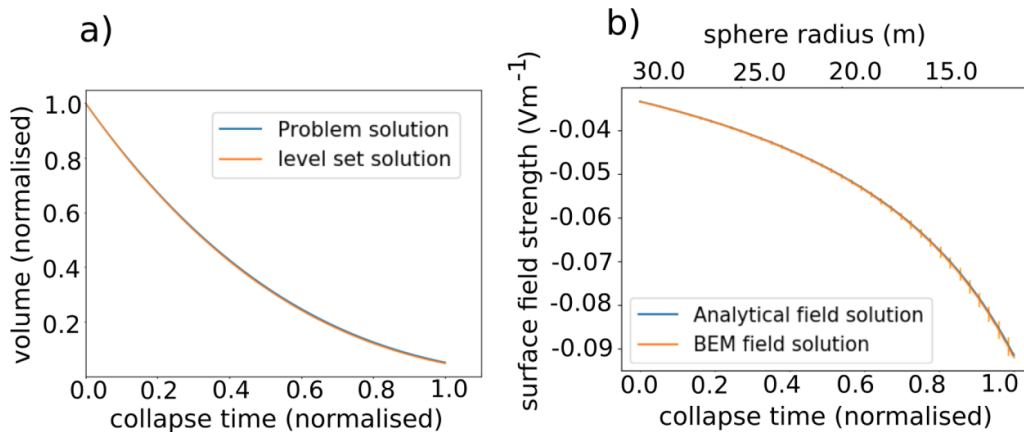 a)
volume (normalised)
1.0
0.8
0.6
0.4
0.2
Problem solution
level set solution
0.0 0.2 0.4 0.6 0.8 1.0
collapse time (normalised)
b)
sphere radius (m)
30.0 25.0 20.0 15.0
surface field strength (Vm⁻¹)
-0.04
-0.05
-0.06
-0.07
-0.08
-0.09
Analytical field solution
BEM field solution
0.0 0.2 0.4 0.6 0.8 1.0
collapse time (normalised)